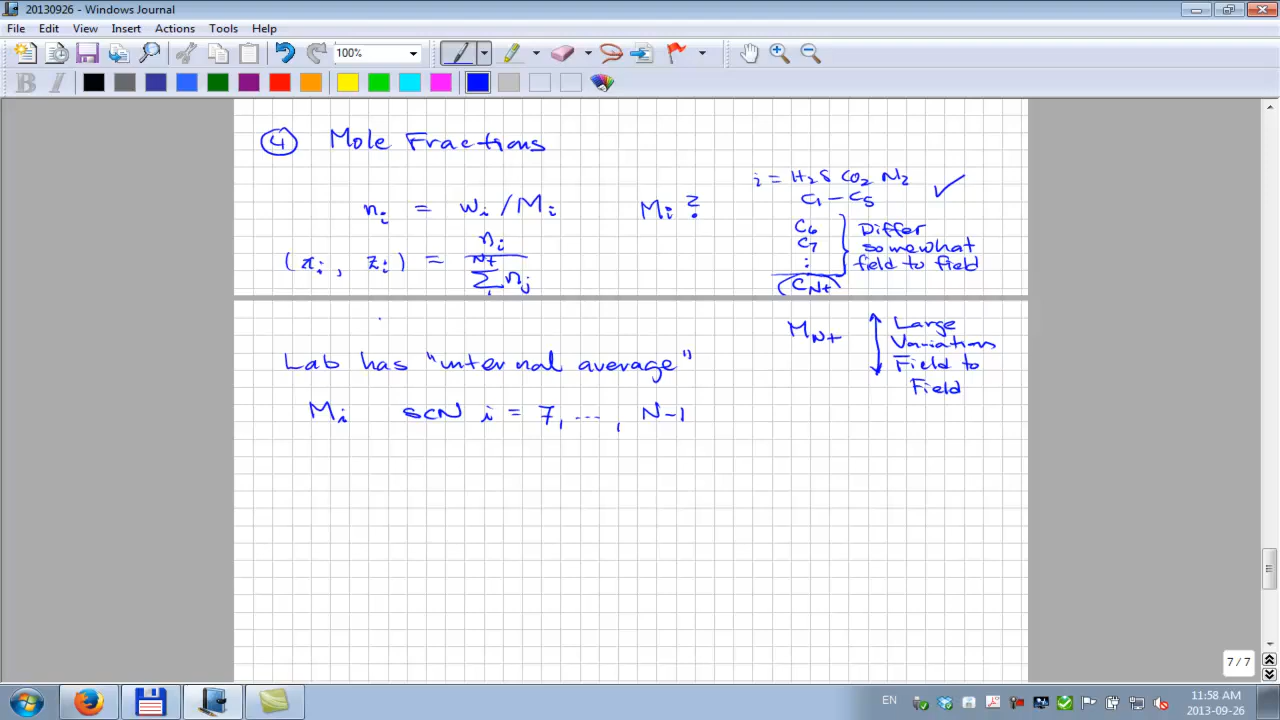 20130926 - Windows Journal
File Edit View Insert Actions Tools Help
100%
B I
④ Mole Fractions
i = H2S CO2 N2 ✓
C1 – C5
ni = wi / Mi Mi ?
C6
C7
⋮
CN+
Differ
somewhat
field to field
(xi, zi) = ni / N+ ∑ nj
MN+
Large
Variation
Field to
Field
Lab has "internal average"
Mi SCN i = 7, ..., N-1
7 / 7
EN
11:58 AM
2013-09-26